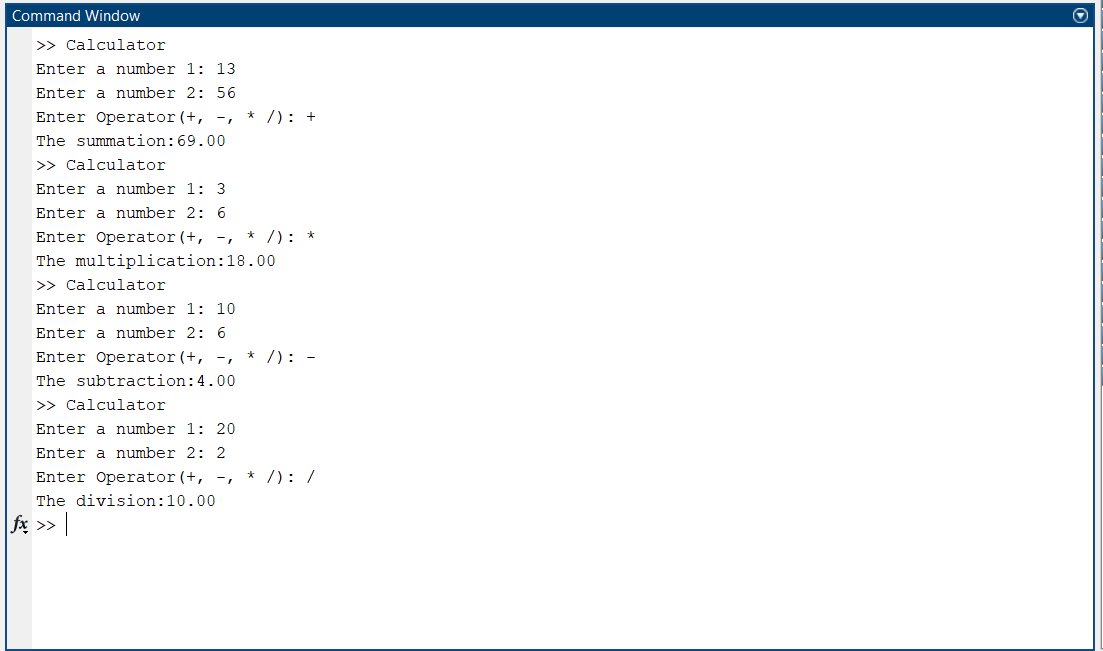 Command Window
>> Calculator
Enter a number 1: 13
Enter a number 2: 56
Enter Operator(+, -, * /): +
The summation:69.00
>> Calculator
Enter a number 1: 3
Enter a number 2: 6
Enter Operator(+, -, * /): *
The multiplication:18.00
>> Calculator
Enter a number 1: 10
Enter a number 2: 6
Enter Operator(+, -, * /): -
The subtraction:4.00
>> Calculator
Enter a number 1: 20
Enter a number 2: 2
Enter Operator(+, -, * /): /
The division:10.00
fx >>